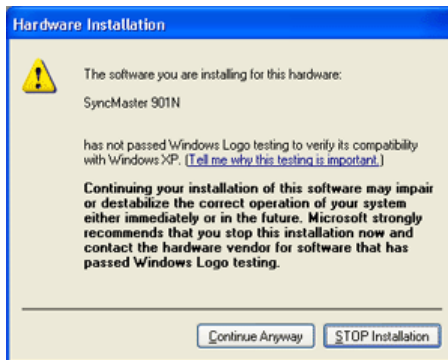 Hardware Installation
The software you are installing for this hardware:
SyncMaster 901N
has not passed Windows Logo testing to verify its compatibility
with Windows XP. (Tell me why this testing is important.)
Continuing your installation of this software may impair
or destabilize the correct operation of your system
either immediately or in the future. Microsoft strongly
recommends that you stop this installation now and
contact the hardware vendor for software that has
passed Windows Logo testing.
Continue Anyway
STOP Installation